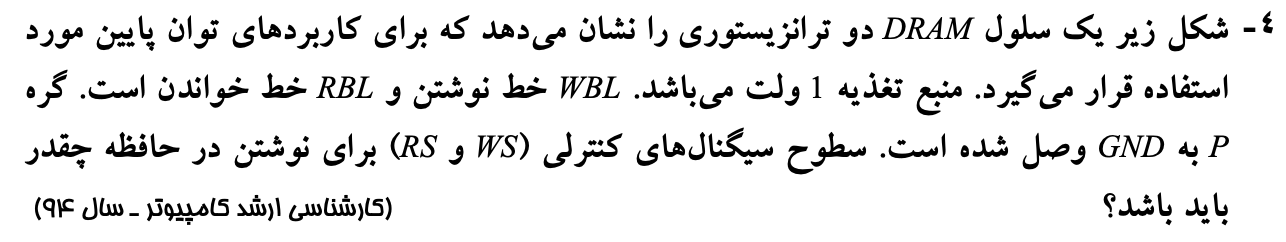 ٤- شکل زیر یک سلول DRAM دو ترانزیستوری را نشان می‌دهد که برای کاربردهای توان پایین مورد
استفاده قرار می‌گیرد. منبع تغذیه 1 ولت می‌باشد. WBL خط نوشتن و RBL خط خواندن است. گره
P به GND وصل شده است. سطوح سیگنال‌های کنترلی (WS و RS) برای نوشتن در حافظه چقدر
باید باشد؟ (کارشناسی ارشد کامپیوتر ـ سال ۹۴)